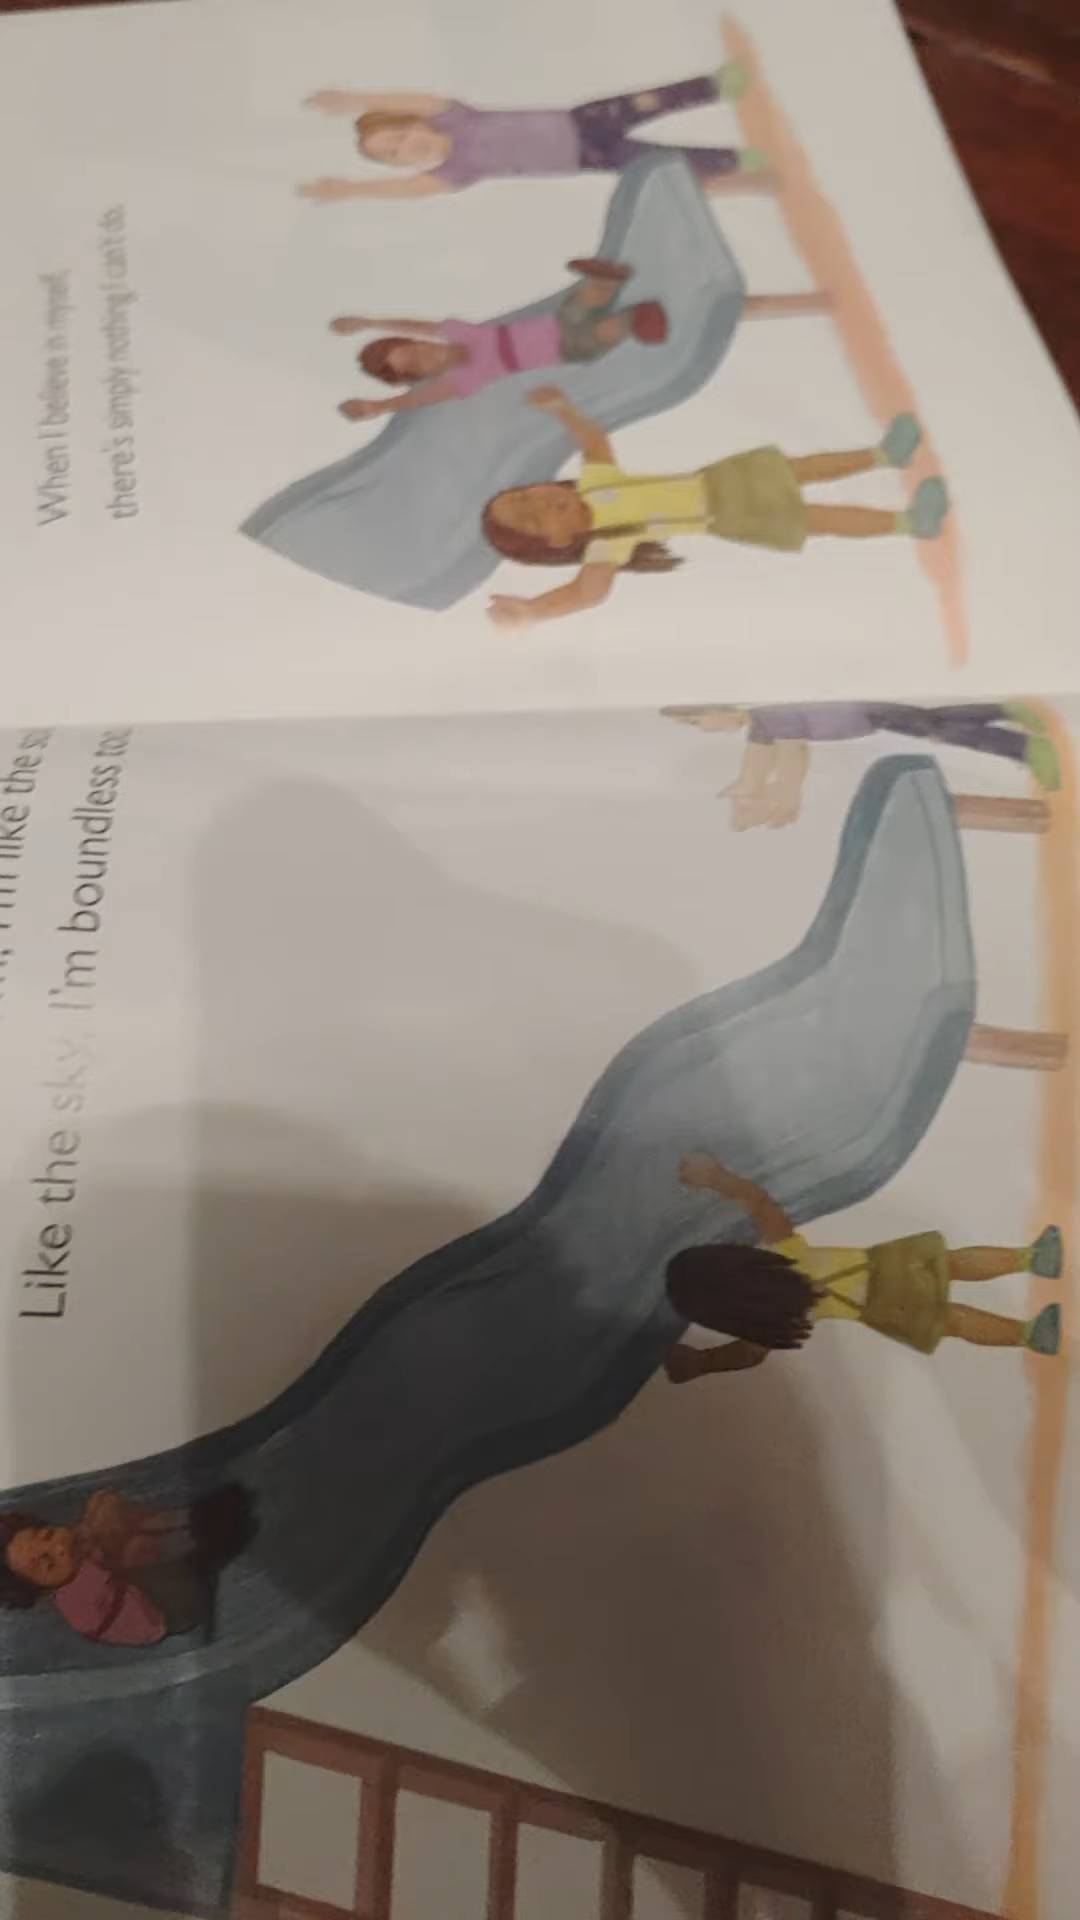 like the
Like the sky, I'm boundless
When I believe in myself,
there's simply nothing I can't do.